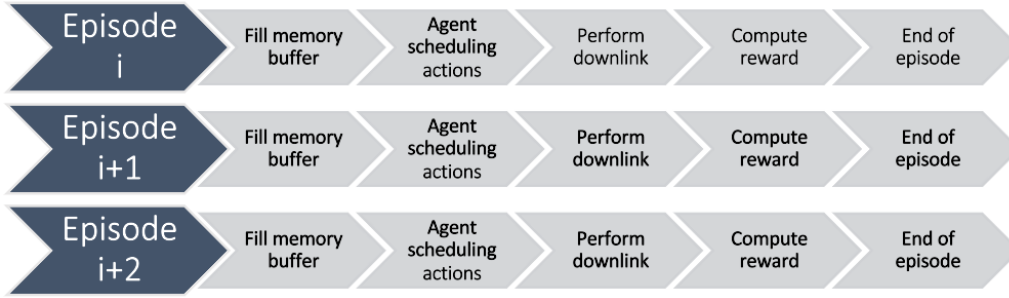 Episode
i
Fill memory
buffer
Agent
scheduling
actions
Perform
downlink
Compute
reward
End of
episode
Episode
i+1
Fill memory
buffer
Agent
scheduling
actions
Perform
downlink
Compute
reward
End of
episode
Episode
i+2
Fill memory
buffer
Agent
scheduling
actions
Perform
downlink
Compute
reward
End of
episode